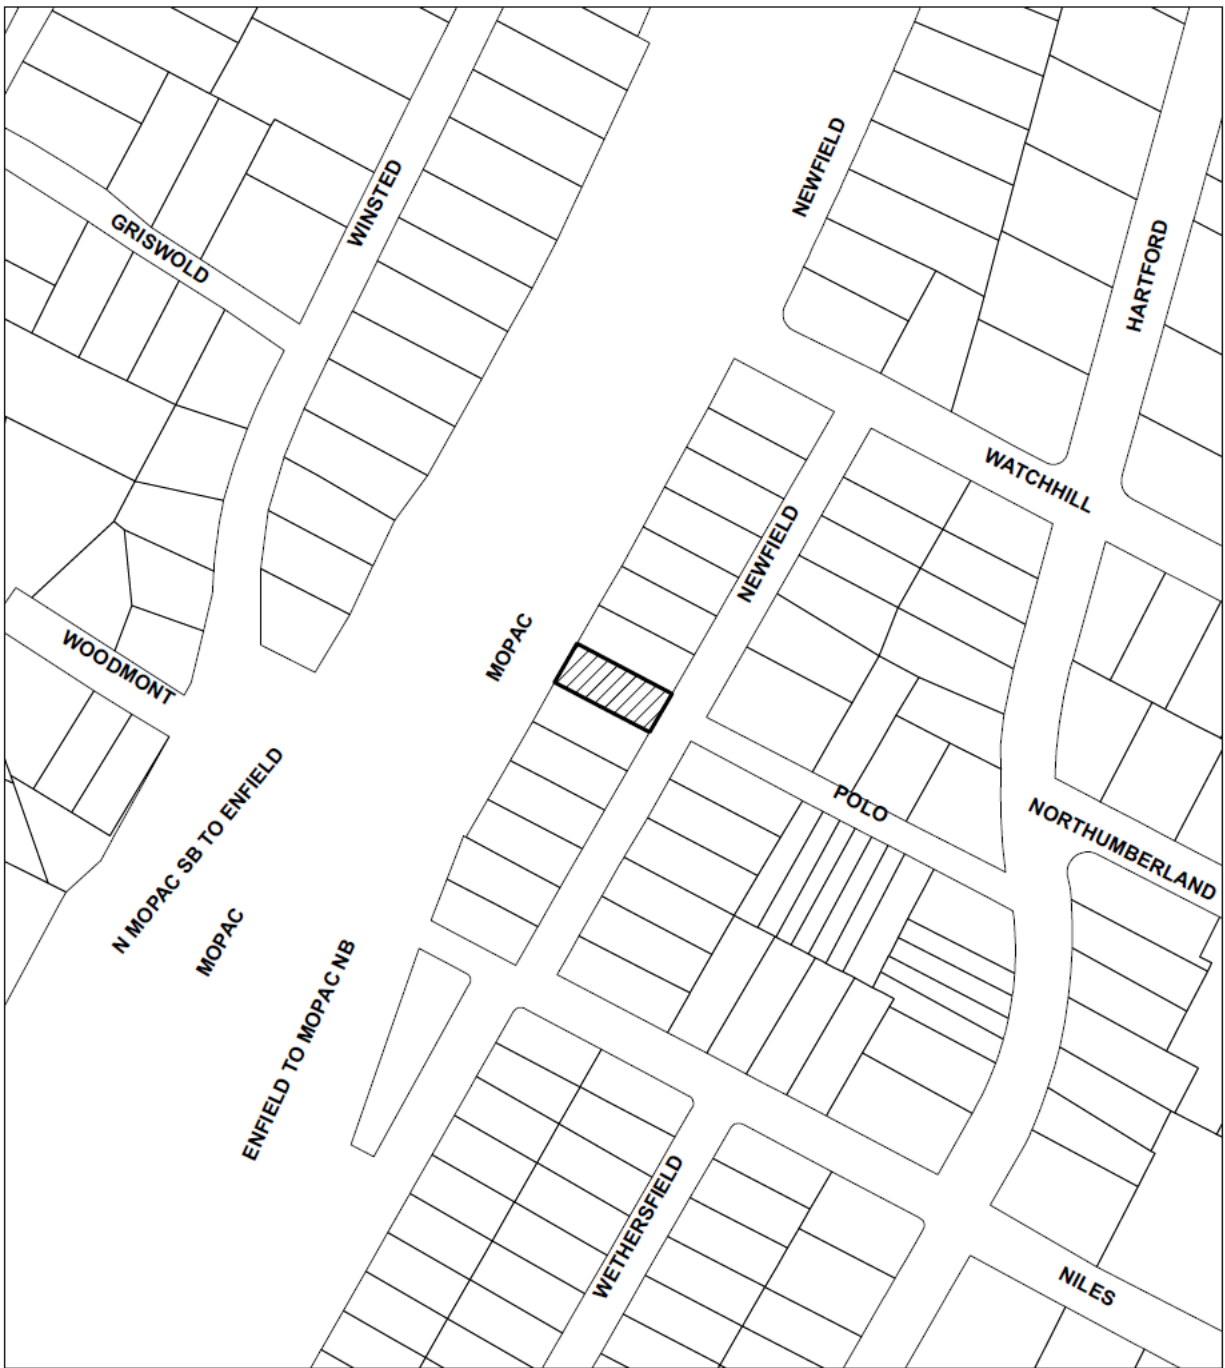 NEWFIELD
WINSTED
GRISWOLD
HARTFORD
WATCHHILL
NEWFIELD
MOPAC
WOODMONT
POLO
NORTHUMBERLAND
N MOPAC SB TO ENFIELD
MOPAC
ENFIELD TO MOPAC NB
WETHERSFIELD
NILES